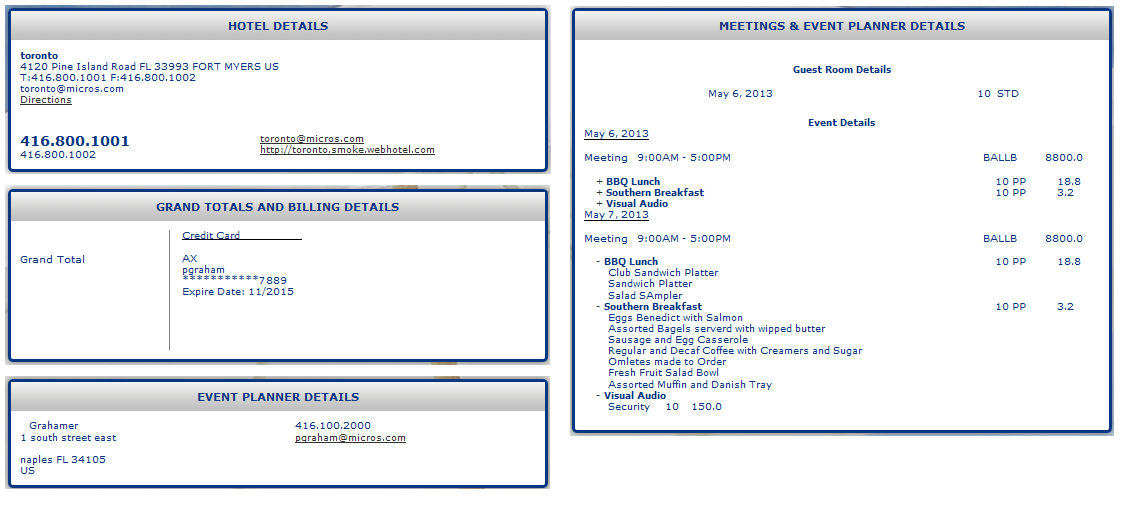 HOTEL DETAILS
toronto
4120 Pine Island Road FL 33993 FORT MYERS US
T:416.800.1001 F:416.800.1002
toronto@micros.com
Directions
416.800.1001
416.800.1002
toronto@micros.com
http://toronto.smoke.webhotel.com
GRAND TOTALS AND BILLING DETAILS
Grand Total
Credit Card
AX
pgraham
***********7889
Expire Date: 11/2015
EVENT PLANNER DETAILS
Grahamer
1 south street east
naples FL 34105
US
416.100.2000
pgraham@micros.com
MEETINGS & EVENT PLANNER DETAILS
Guest Room Details
May 6, 2013 10 STD
Event Details
May 6, 2013
Meeting 9:00AM - 5:00PM BALLB 8800.0
+ BBQ Lunch 10 PP 18.8
+ Southern Breakfast 10 PP 3.2
+ Visual Audio
May 7, 2013
Meeting 9:00AM - 5:00PM BALLB 8800.0
- BBQ Lunch 10 PP 18.8
Club Sandwich Platter
Sandwich Platter
Salad SAmpler
- Southern Breakfast 10 PP 3.2
Eggs Benedict with Salmon
Assorted Bagels serverd with wipped butter
Sausage and Egg Casserole
Regular and Decaf Coffee with Creamers and Sugar
Omletes made to Order
Fresh Fruit Salad Bowl
Assorted Muffin and Danish Tray
- Visual Audio
Security 10 150.0